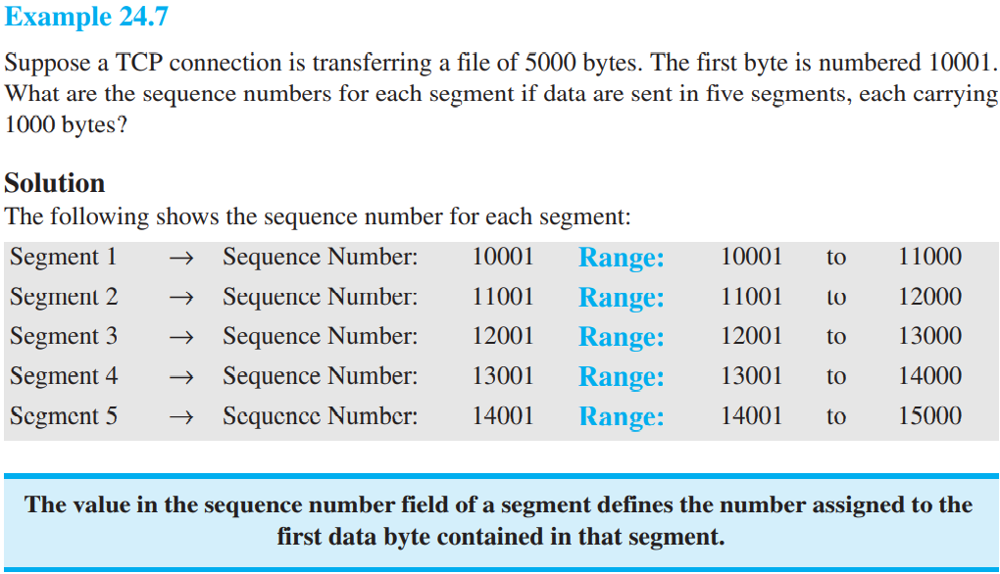 Example 24.7
Suppose a TCP connection is transferring a file of 5000 bytes. The first byte is numbered 10001.
What are the sequence numbers for each segment if data are sent in five segments, each carrying
1000 bytes?
Solution
The following shows the sequence number for each segment:
Segment 1 → Sequence Number: 10001 Range: 10001 to 11000
Segment 2 → Sequence Number: 11001 Range: 11001 to 12000
Segment 3 → Sequence Number: 12001 Range: 12001 to 13000
Segment 4 → Sequence Number: 13001 Range: 13001 to 14000
Segment 5 → Sequence Number: 14001 Range: 14001 to 15000
The value in the sequence number field of a segment defines the number assigned to the
first data byte contained in that segment.